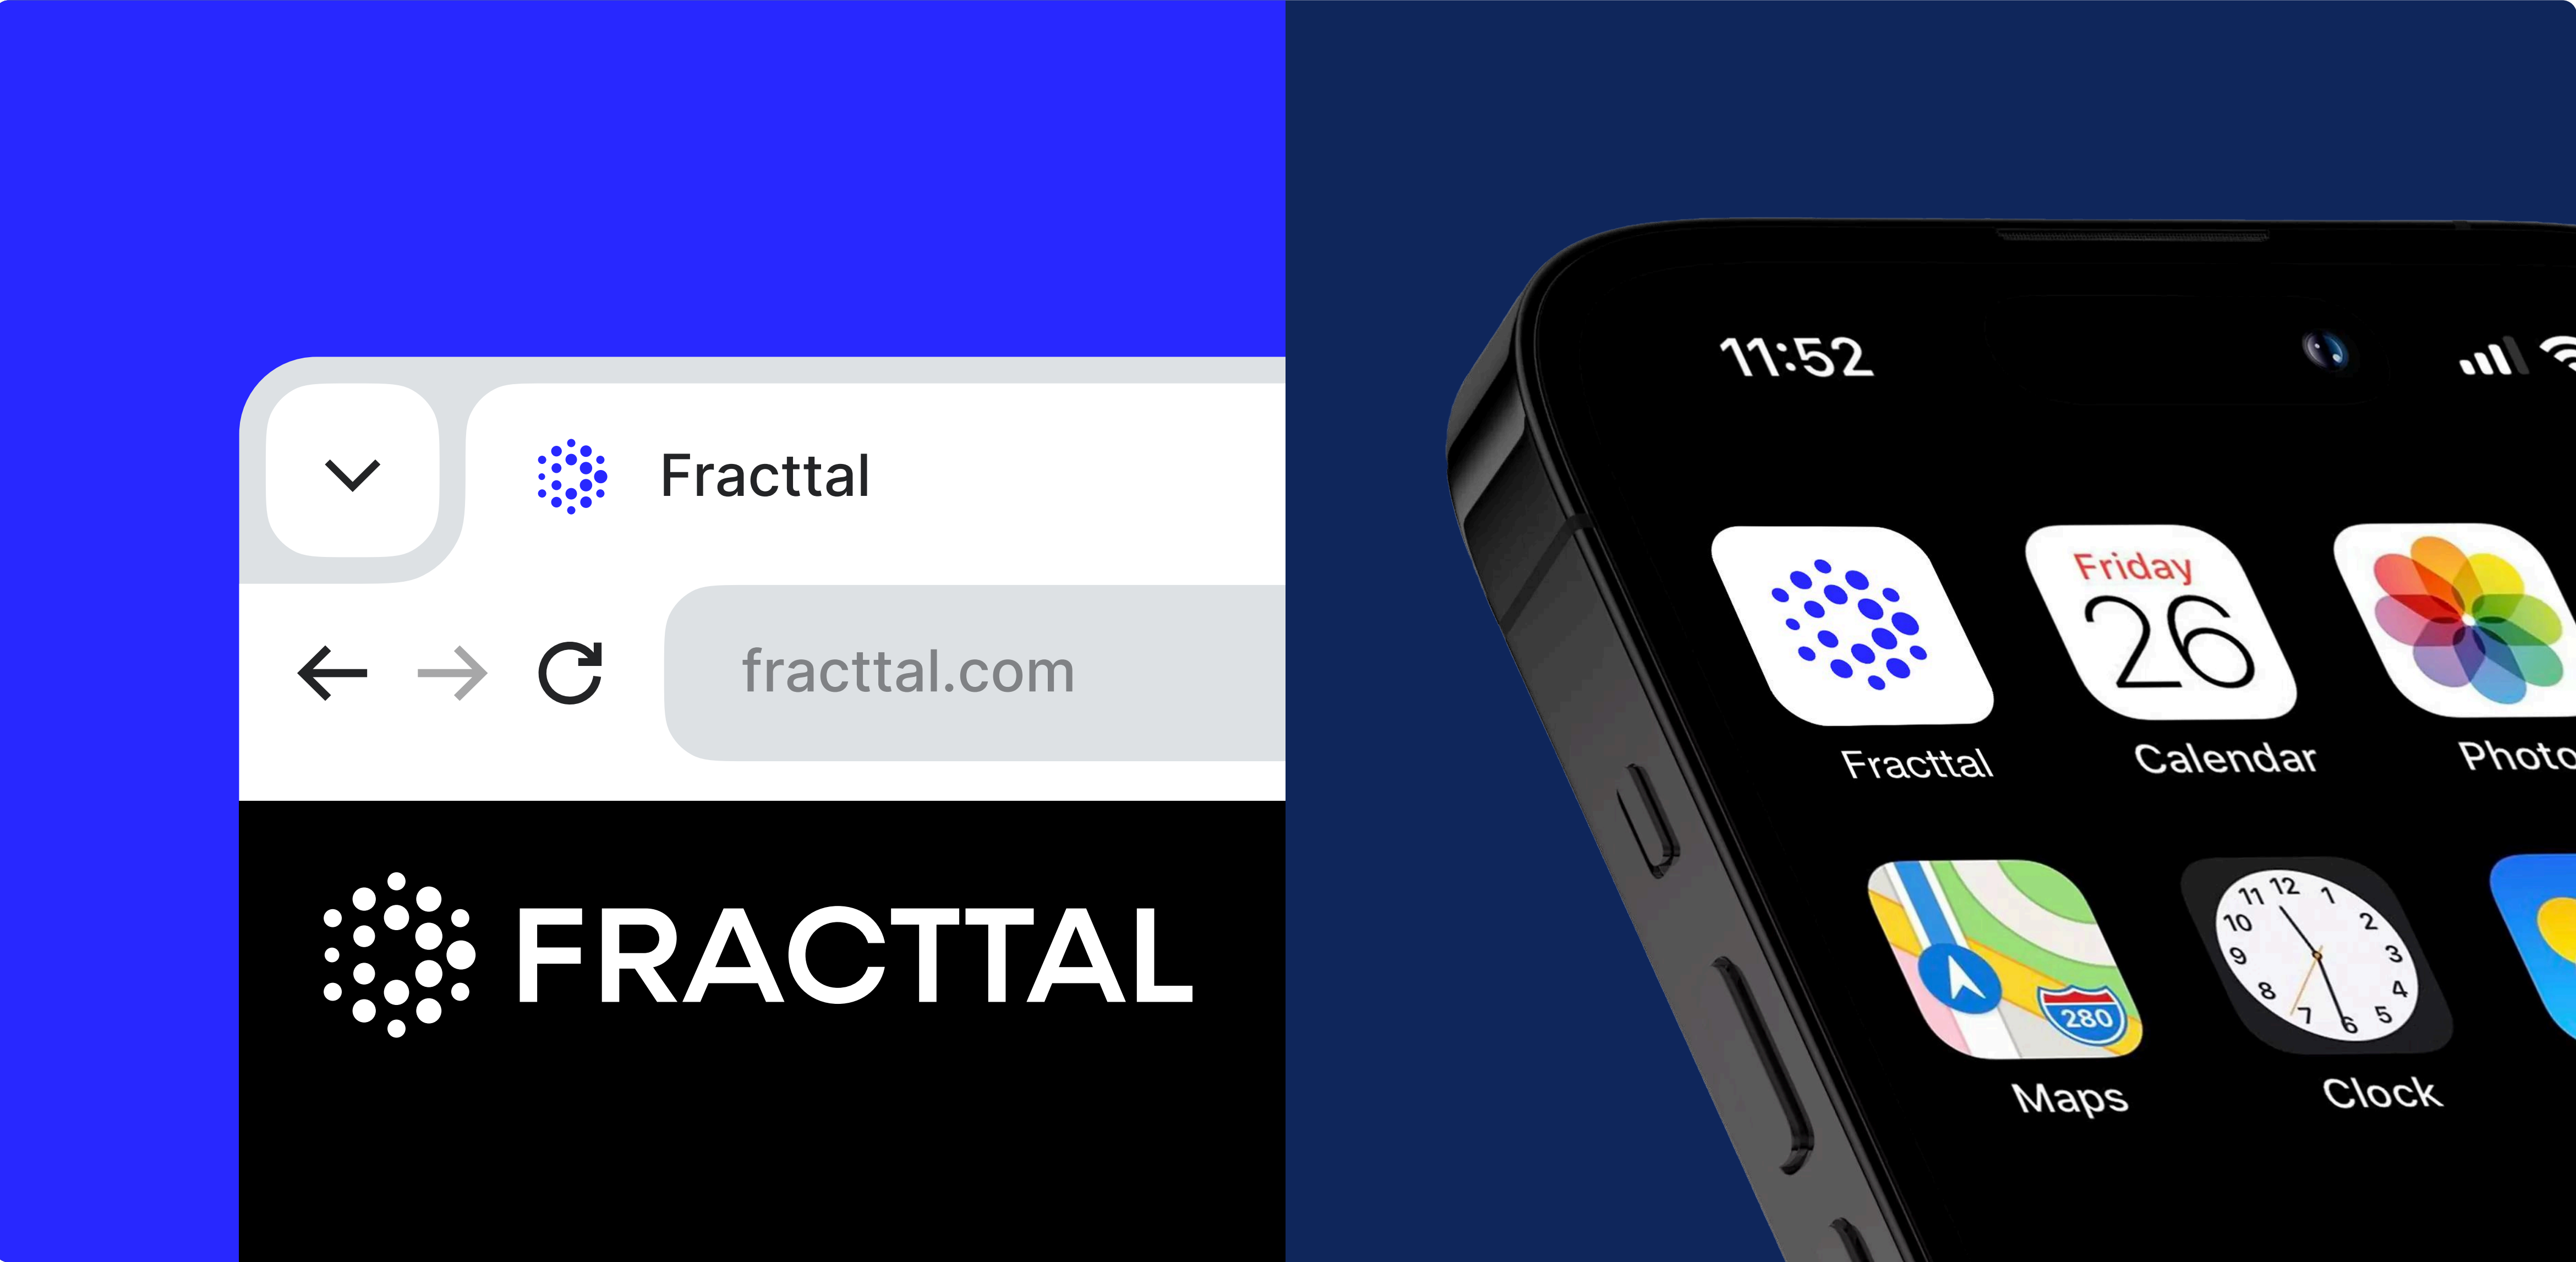 Fracttal
fracttal.com
FRACTTAL
11:52
Friday
26
Fracttal
Calendar
Photo
280
11 12 1
10 2
9 3
8 4
7 6 5
Maps
Clock